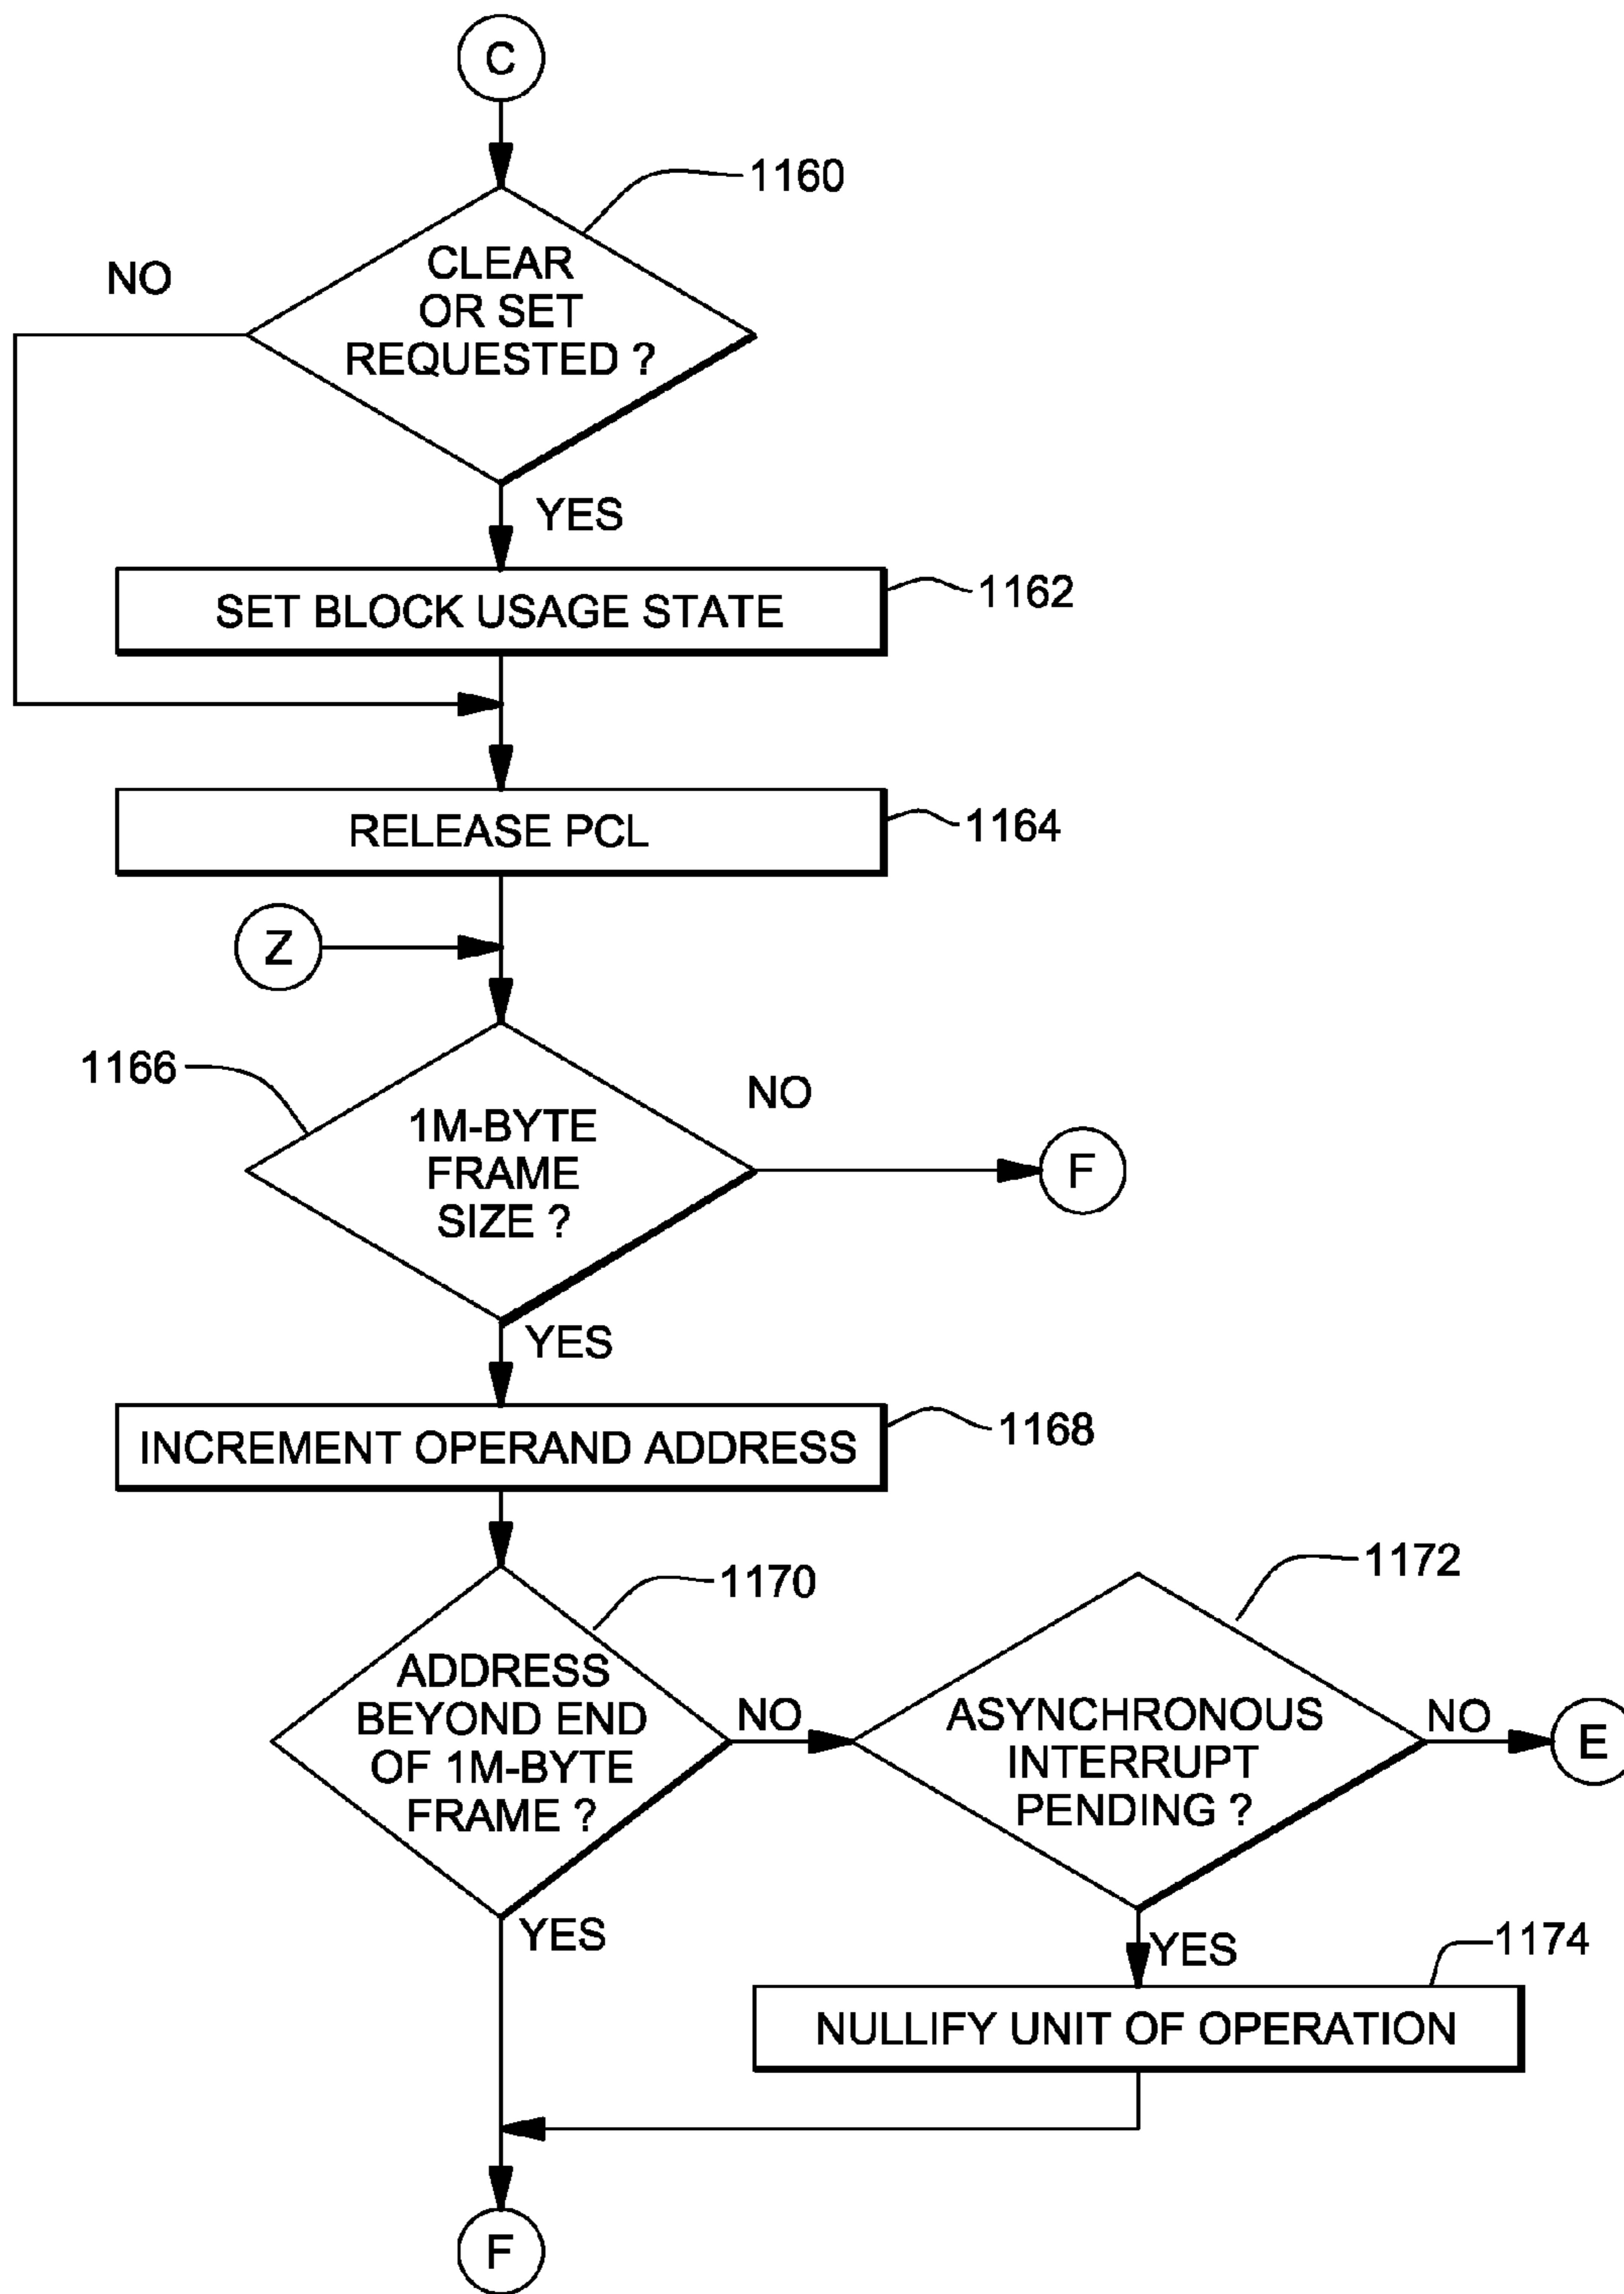 C
1160
CLEAR
OR SET
REQUESTED ?
NO
YES
SET BLOCK USAGE STATE
1162
RELEASE PCL
1164
Z
1166
1M-BYTE
FRAME
SIZE ?
NO
F
YES
INCREMENT OPERAND ADDRESS
1168
1170
ADDRESS
BEYOND END
OF 1M-BYTE
FRAME ?
NO
1172
ASYNCHRONOUS
INTERRUPT
PENDING ?
NO
E
YES
YES
1174
NULLIFY UNIT OF OPERATION
F